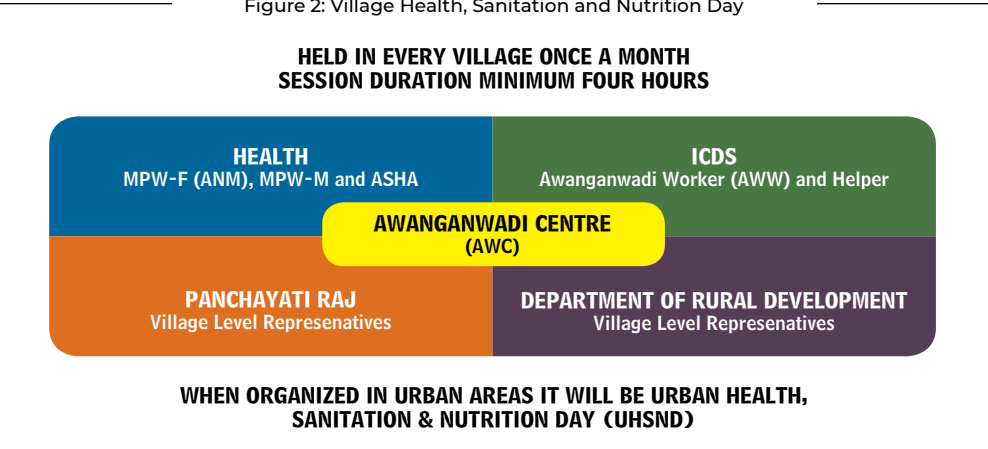 Figure 2: Village Health, Sanitation and Nutrition Day
HELD IN EVERY VILLAGE ONCE A MONTH
SESSION DURATION MINIMUM FOUR HOURS
HEALTH
MPW-F (ANM), MPW-M and ASHA
ICDS
Awanganwadi Worker (AWW) and Helper
AWANGANWADI CENTRE
(AWC)
PANCHAYATI RAJ
Village Level Represenatives
DEPARTMENT OF RURAL DEVELOPMENT
Village Level Represenatives
WHEN ORGANIZED IN URBAN AREAS IT WILL BE URBAN HEALTH,
SANITATION & NUTRITION DAY (UHSND)